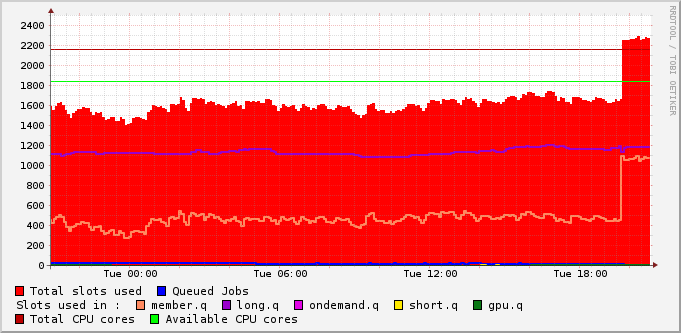 2400
2200
2000
1800
1600
1400
1200
1000
800
600
400
200
0
Tue 00:00 Tue 06:00 Tue 12:00 Tue 18:00
Total slots used Queued Jobs
Slots used in : member.q long.q ondemand.q short.q gpu.q
Total CPU cores Available CPU cores
RRDTOOL / TOBI OETIKER